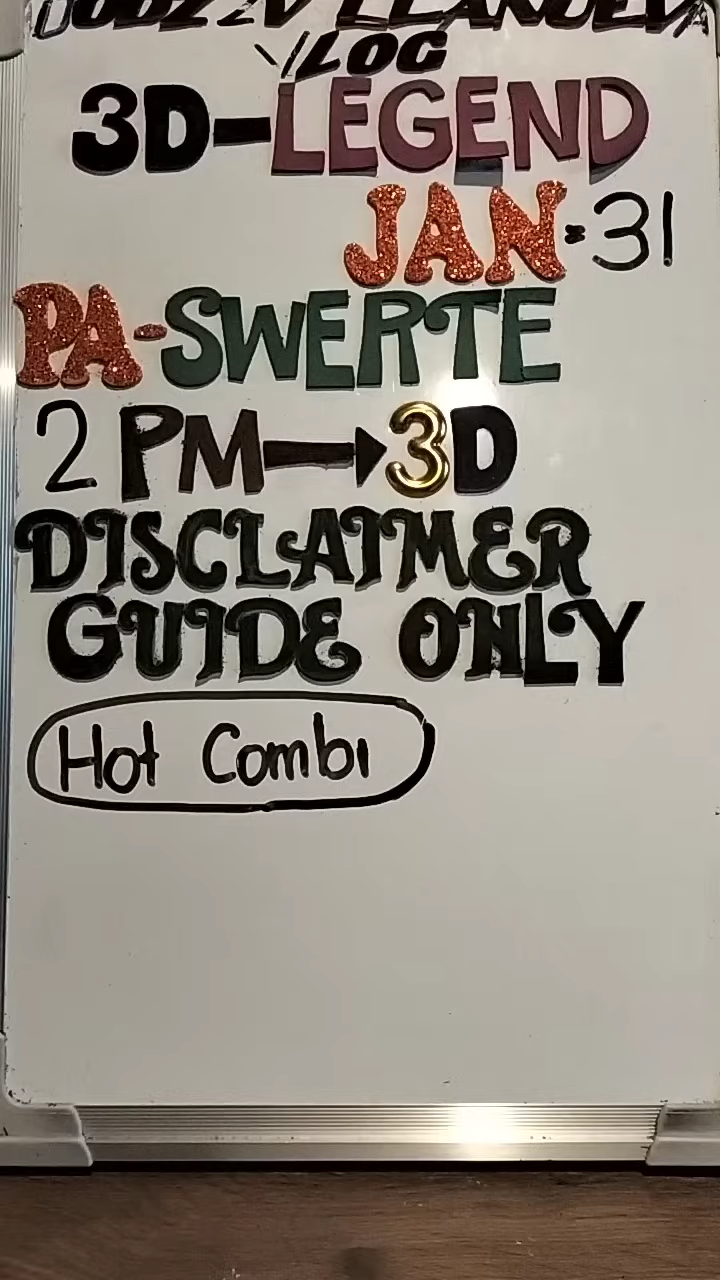 VLOG
3D-LEGEND
JAN:31
PA-SWERTE
2 PM→3D
DISCLAIMER
GUIDE ONLY
Hot Combi